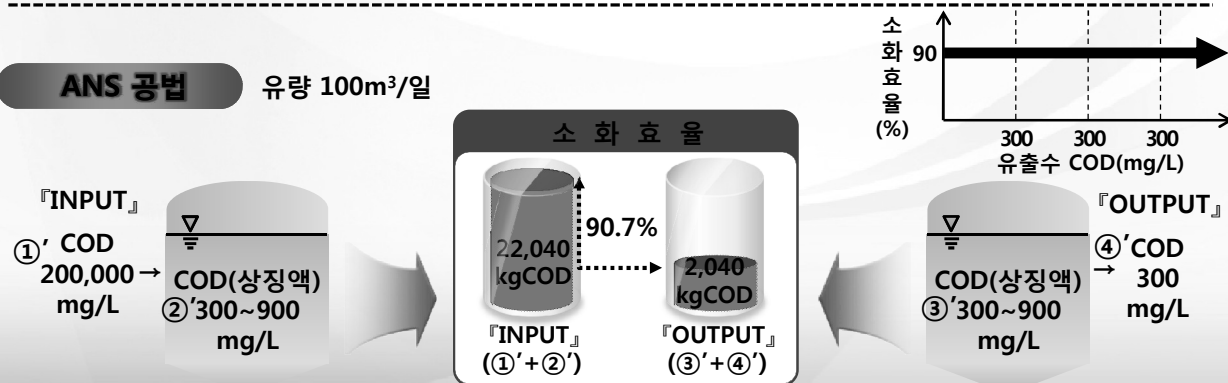 ANS 공법
유량 100m³/일
소화효율(%)
90
300 300 300
유출수 COD(mg/L)
소 화 효 율
『INPUT』
①' COD
200,000 →
mg/L
COD(상징액)
②'300~900
mg/L
22,040
kgCOD
90.7%
2,040
kgCOD
『INPUT』
(①'+②')
『OUTPUT』
(③'+④')
COD(상징액)
③'300~900
mg/L
『OUTPUT』
④'COD
→ 300
mg/L